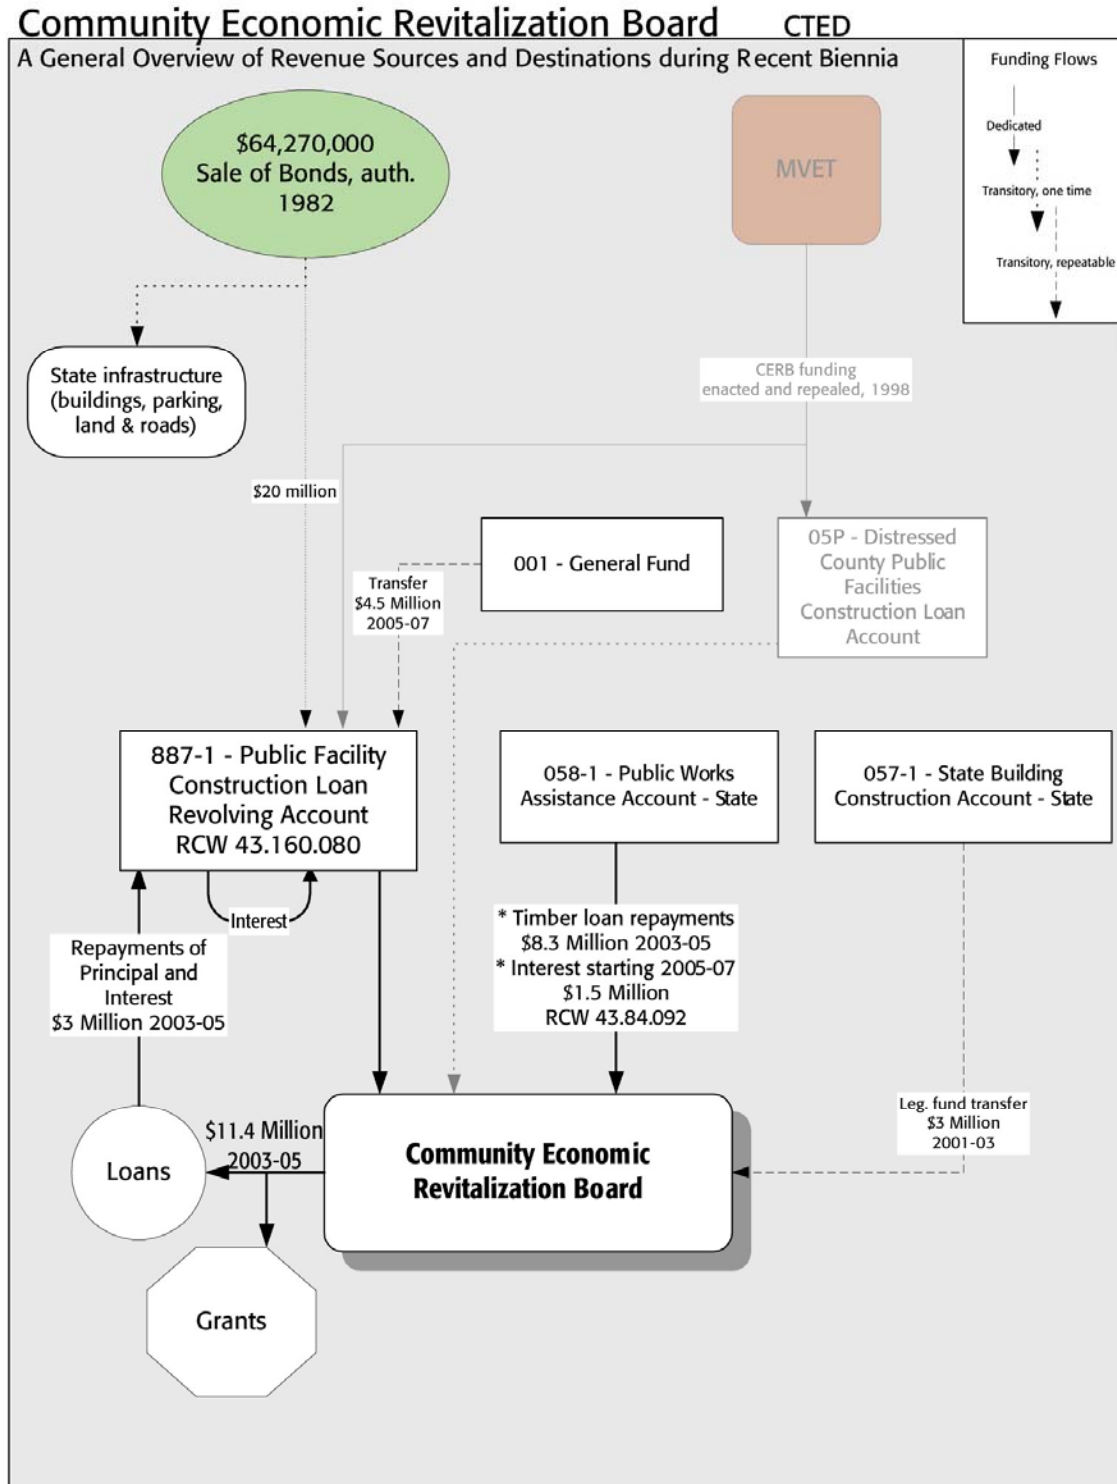 Community Economic Revitalization Board CTED
A General Overview of Revenue Sources and Destinations during Recent Biennia
Funding Flows
Dedicated
Transitory, one time
Transitory, repeatable
$64,270,000
Sale of Bonds, auth.
1982
MVET
State infrastructure
(buildings, parking,
land & roads)
CERB funding
enacted and repealed, 1998
$20 million
Transfer
$4.5 Million
2005-07
001 - General Fund
05P - Distressed
County Public
Facilities
Construction Loan
Account
887-1 - Public Facility
Construction Loan
Revolving Account
RCW 43.160.080
058-1 - Public Works
Assistance Account - State
057-1 - State Building
Construction Account - State
Interest
Repayments of
Principal and
Interest
$3 Million 2003-05
* Timber loan repayments
$8.3 Million 2003-05
* Interest starting 2005-07
$1.5 Million
RCW 43.84.092
Leg. fund transfer
$3 Million
2001-03
$11.4 Million
2003-05
Loans
Community Economic
Revitalization Board
Grants